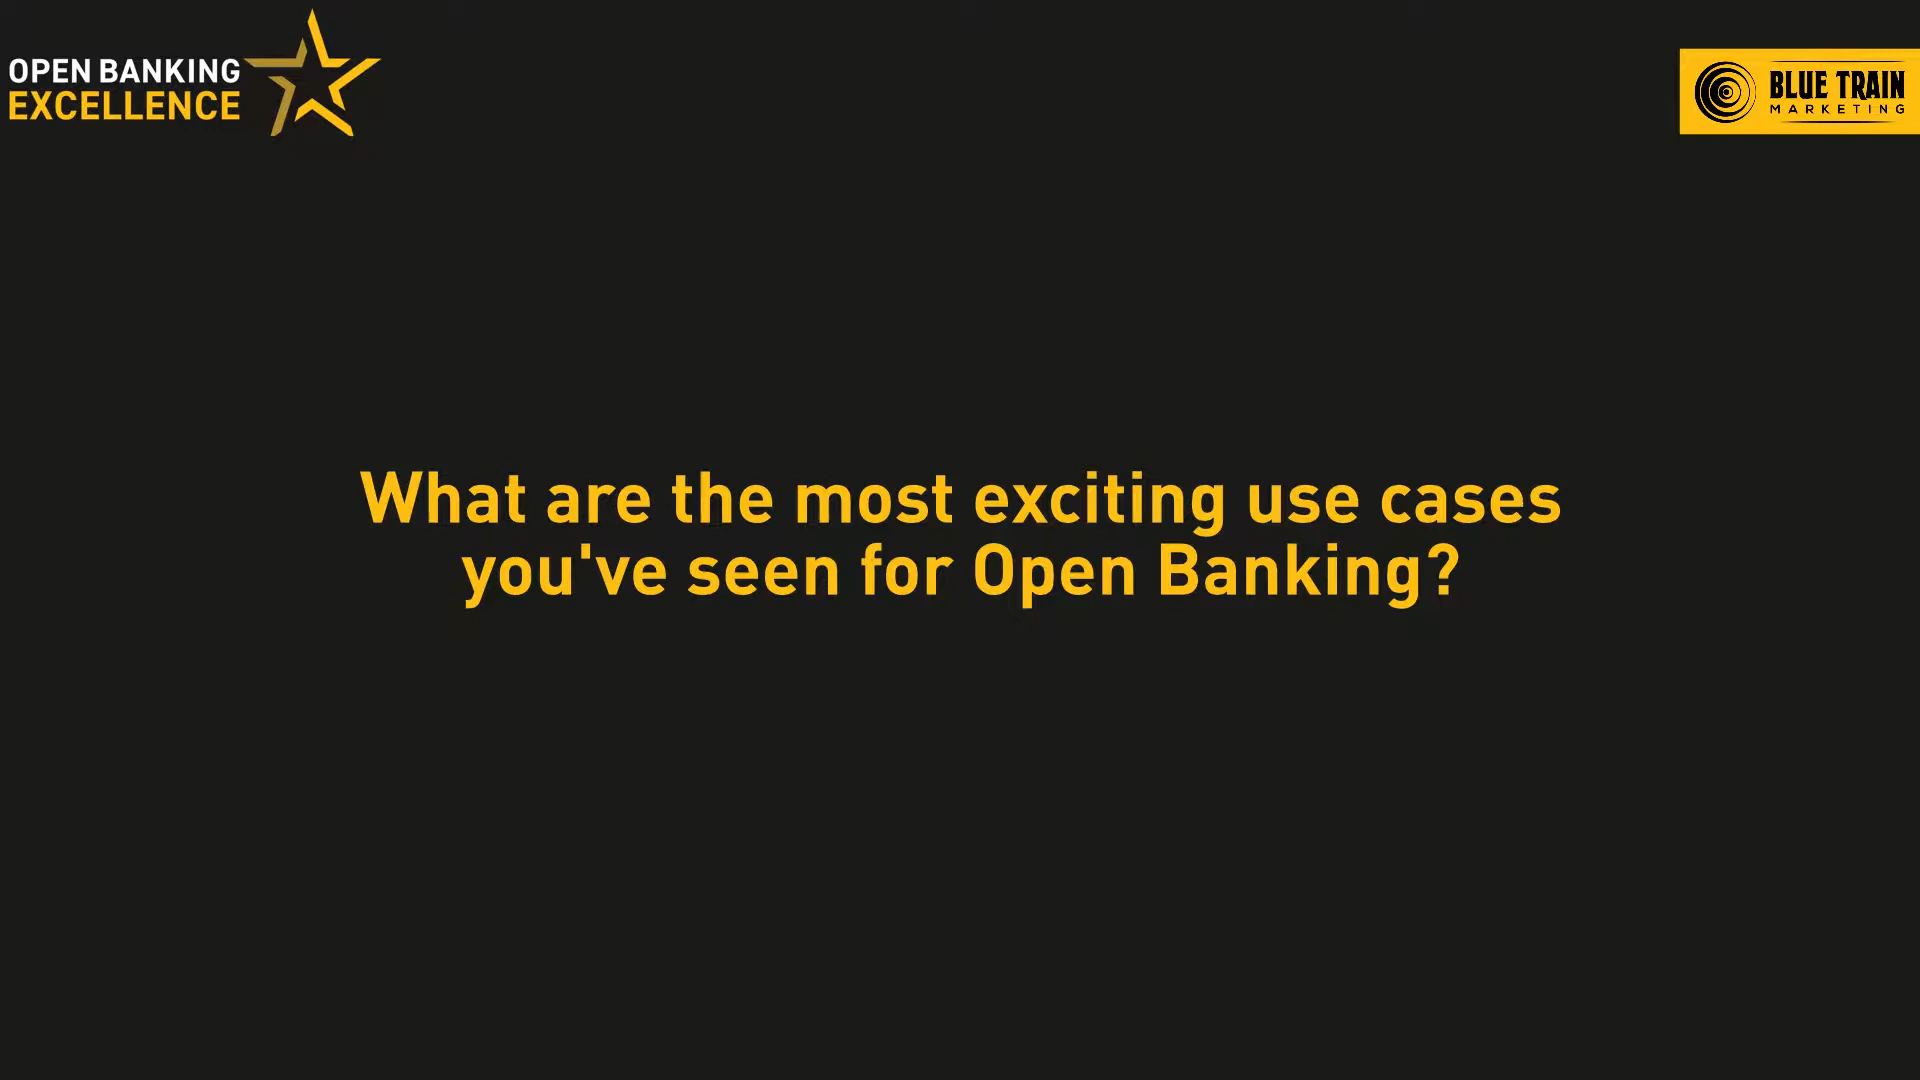 OPEN BANKING
EXCELLENCE
BLUE TRAIN
MARKETING
What are the most exciting use cases
you've seen for Open Banking?